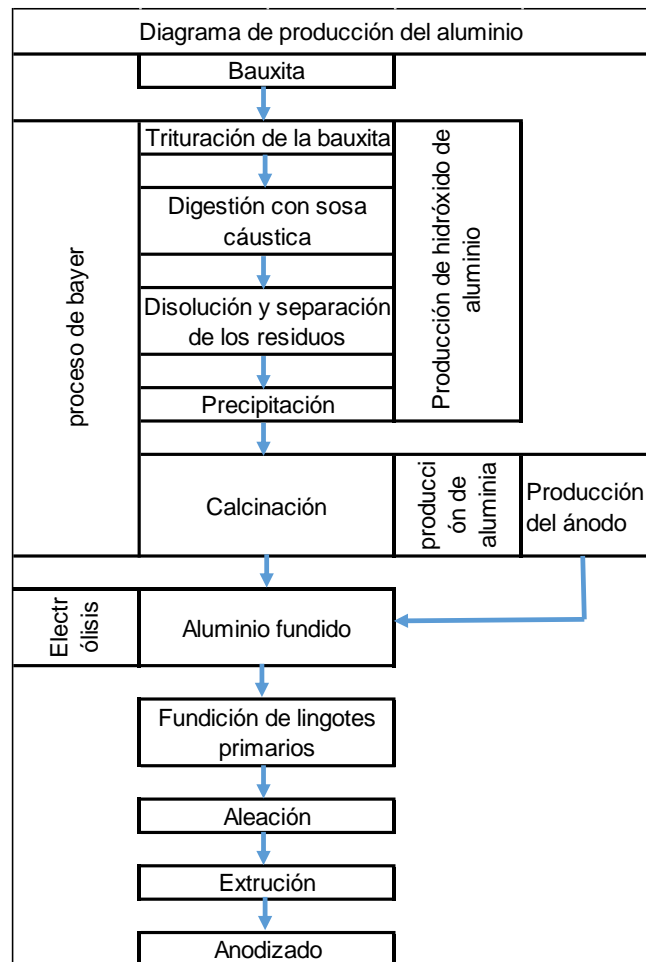 Diagrama de producción del aluminio
Bauxita
proceso de bayer
Trituración de la bauxita
Digestión con sosa
cáustica
Disolución y separación
de los residuos
Precipitación
Producción de hidróxido de
aluminio
Calcinación
producci
ón de
aluminia
Producción
del ánodo
Electr
ólisis
Aluminio fundido
Fundición de lingotes
primarios
Aleación
Extrución
Anodizado